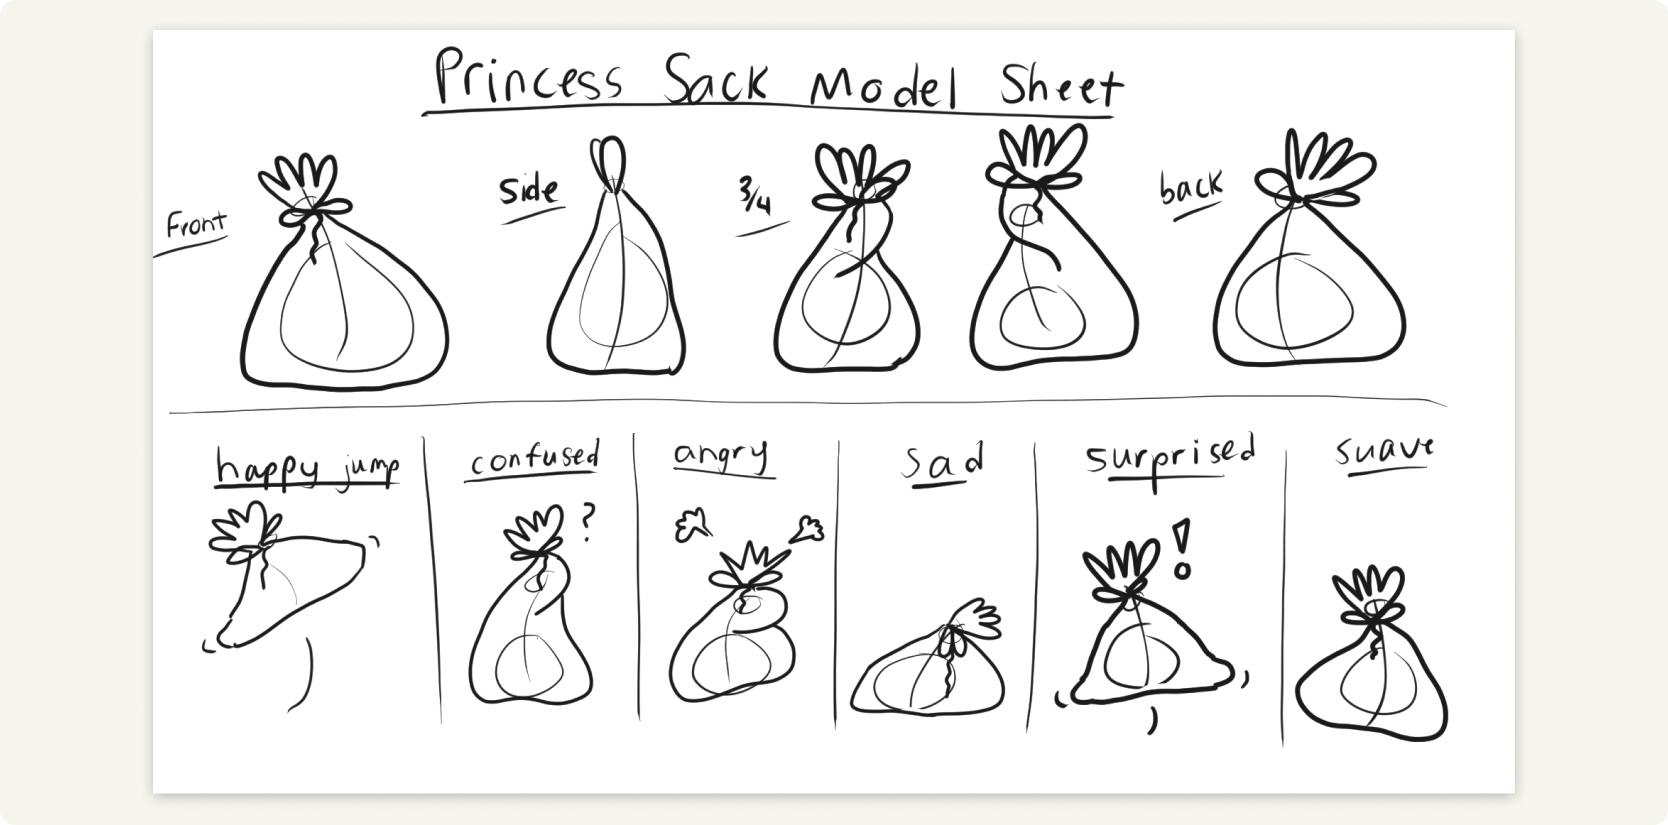 Princess Sack Model Sheet
Front
side
3/4
back
happy jump
confused
angry
sad
surprised
suave
?
!